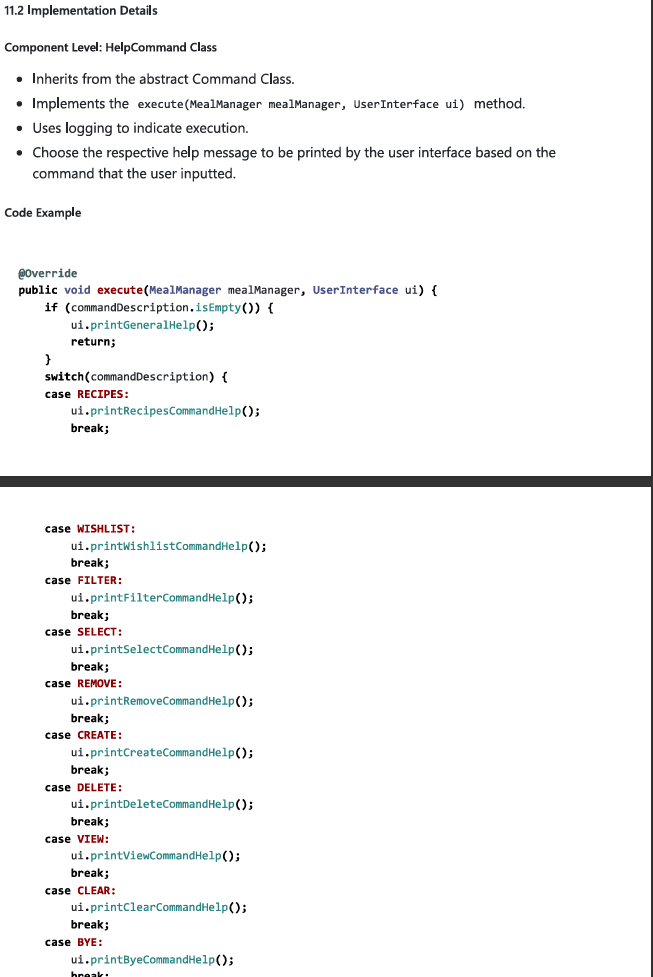 11.2 Implementation Details
Component Level: HelpCommand Class
• Inherits from the abstract Command Class.
• Implements the execute(MealManager mealManager, UserInterface ui) method.
• Uses logging to indicate execution.
• Choose the respective help message to be printed by the user interface based on the
command that the user inputted.
Code Example
@Override
public void execute(MealManager mealManager, UserInterface ui) {
    if (commandDescription.isEmpty()) {
        ui.printGeneralHelp();
        return;
    }
    switch(commandDescription) {
    case RECIPES:
        ui.printRecipesCommandHelp();
        break;
    case WISHLIST:
        ui.printWishlistCommandHelp();
        break;
    case FILTER:
        ui.printFilterCommandHelp();
        break;
    case SELECT:
        ui.printSelectCommandHelp();
        break;
    case REMOVE:
        ui.printRemoveCommandHelp();
        break;
    case CREATE:
        ui.printCreateCommandHelp();
        break;
    case DELETE:
        ui.printDeleteCommandHelp();
        break;
    case VIEW:
        ui.printViewCommandHelp();
        break;
    case CLEAR:
        ui.printClearCommandHelp();
        break;
    case BYE:
        ui.printByeCommandHelp();
        break;